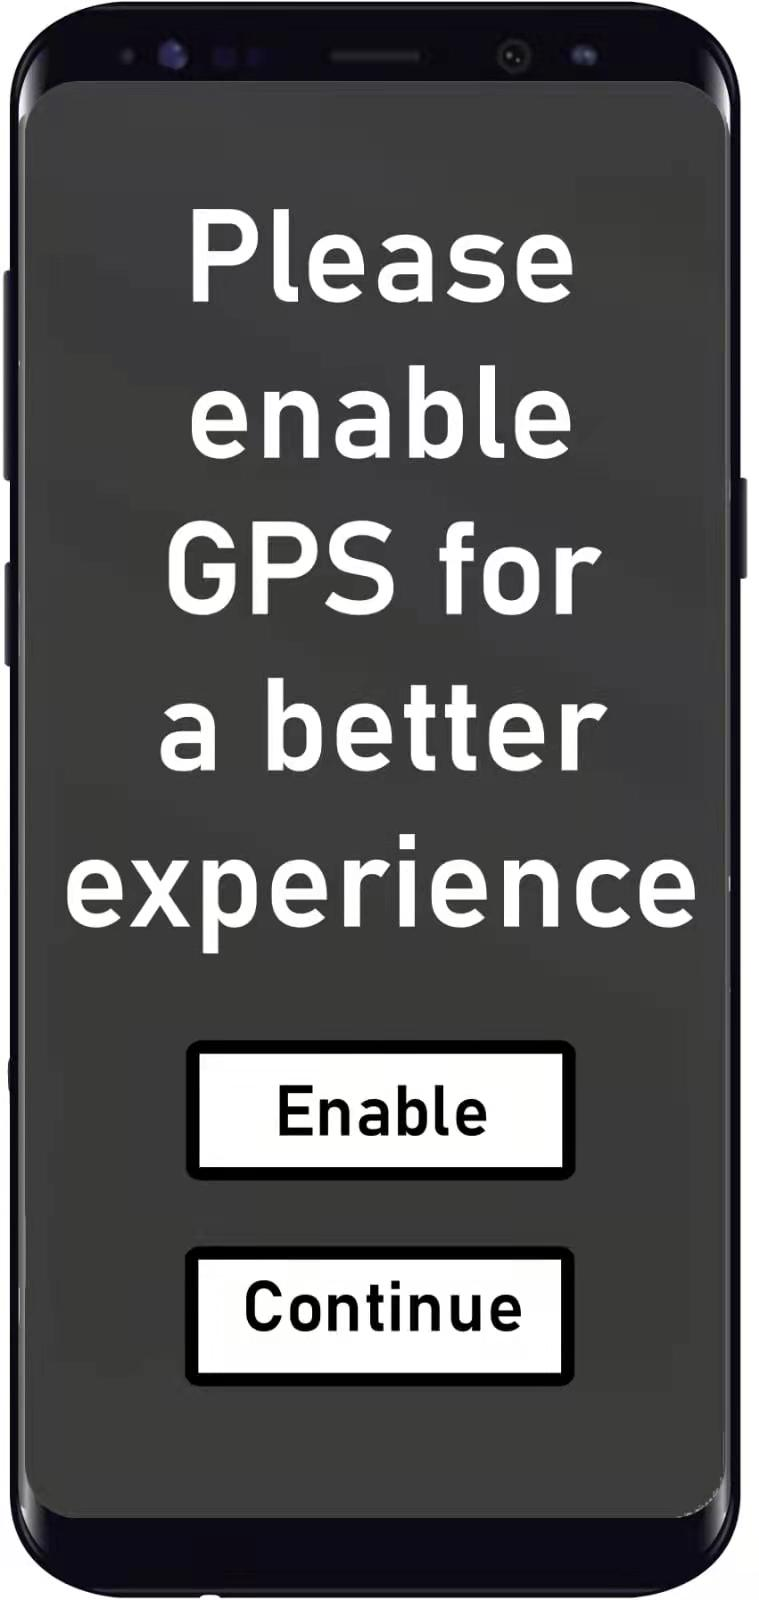 Please
enable
GPS for
a better
experience
Enable
Continue